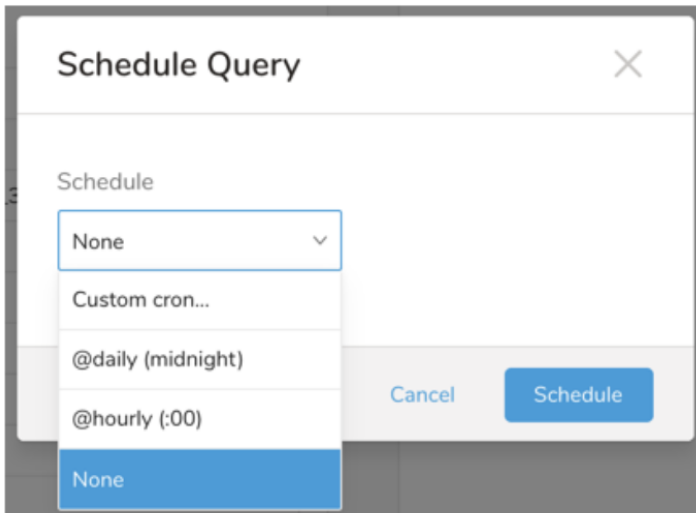 Schedule Query
Schedule
None
Custom cron...
@daily (midnight)
@hourly (:00)
Cancel
Schedule
None